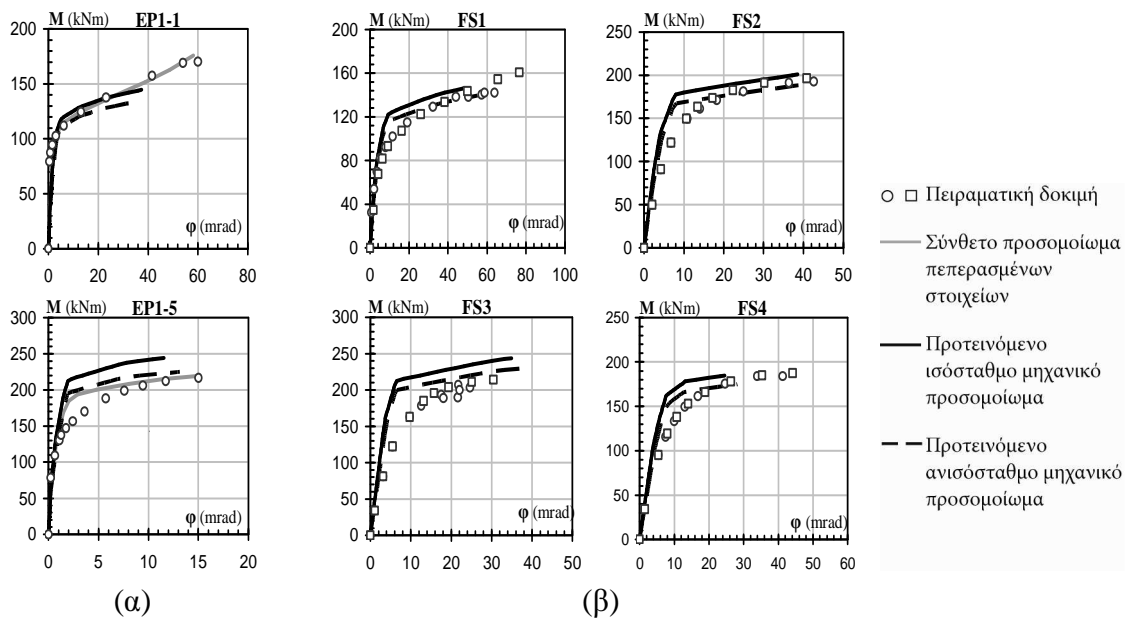 M (kNm) EP1-1
200
150
100
50
0
φ (mrad)
0 20 40 60 80
M (kNm) FS1
200
160
120
80
40
0
φ (mrad)
0 20 40 60 80 100
M (kNm) FS2
250
200
150
100
50
0
φ (mrad)
0 10 20 30 40 50
M (kNm) EP1-5
300
250
200
150
100
50
0
φ (mrad)
0 5 10 15 20
M (kNm) FS3
300
250
200
150
100
50
0
φ (mrad)
0 10 20 30 40 50
M (kNm) FS4
250
200
150
100
50
0
φ (mrad)
0 10 20 30 40 50 60
Πειραματική δοκιμή
Σύνθετο προσομοίωμα
πεπερασμένων
στοιχείων
Προτεινόμενο
ισόσταθμο μηχανικό
προσομοίωμα
Προτεινόμενο
ανισόσταθμο μηχανικό
προσομοίωμα
(α) (β)